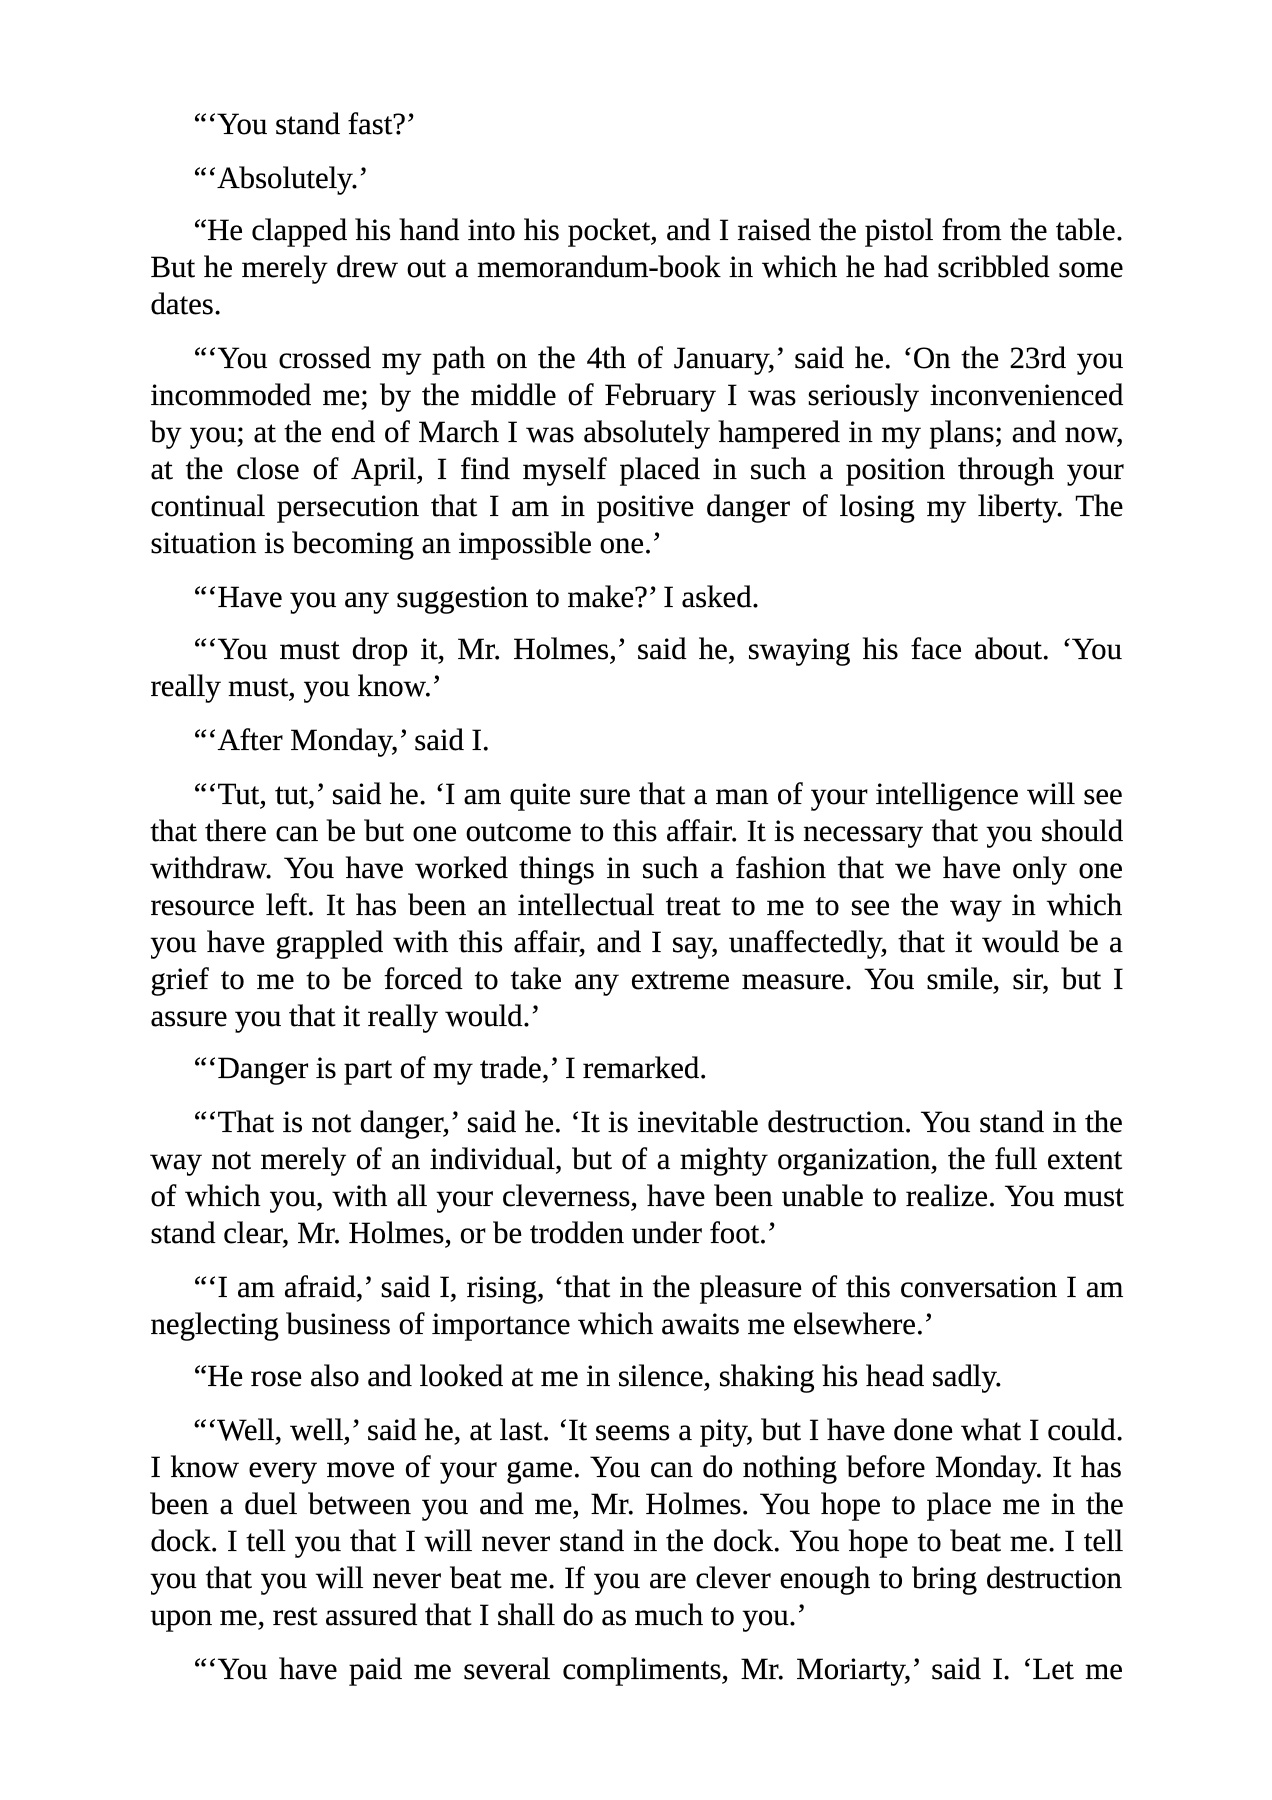 “‘You stand fast?’
“‘Absolutely.’
“He clapped his hand into his pocket, and I raised the pistol from the table.
But he merely drew out a memorandum-book in which he had scribbled some
dates.
“‘You crossed my path on the 4th of January,’ said he. ‘On the 23rd you
incommoded me; by the middle of February I was seriously inconvenienced
by you; at the end of March I was absolutely hampered in my plans; and now,
at the close of April, I find myself placed in such a position through your
continual persecution that I am in positive danger of losing my liberty. The
situation is becoming an impossible one.’
“‘Have you any suggestion to make?’ I asked.
“‘You must drop it, Mr. Holmes,’ said he, swaying his face about. ‘You
really must, you know.’
“‘After Monday,’ said I.
“‘Tut, tut,’ said he. ‘I am quite sure that a man of your intelligence will see
that there can be but one outcome to this affair. It is necessary that you should
withdraw. You have worked things in such a fashion that we have only one
resource left. It has been an intellectual treat to me to see the way in which
you have grappled with this affair, and I say, unaffectedly, that it would be a
grief to me to be forced to take any extreme measure. You smile, sir, but I
assure you that it really would.’
“‘Danger is part of my trade,’ I remarked.
“‘That is not danger,’ said he. ‘It is inevitable destruction. You stand in the
way not merely of an individual, but of a mighty organization, the full extent
of which you, with all your cleverness, have been unable to realize. You must
stand clear, Mr. Holmes, or be trodden under foot.’
“‘I am afraid,’ said I, rising, ‘that in the pleasure of this conversation I am
neglecting business of importance which awaits me elsewhere.’
“He rose also and looked at me in silence, shaking his head sadly.
“‘Well, well,’ said he, at last. ‘It seems a pity, but I have done what I could.
I know every move of your game. You can do nothing before Monday. It has
been a duel between you and me, Mr. Holmes. You hope to place me in the
dock. I tell you that I will never stand in the dock. You hope to beat me. I tell
you that you will never beat me. If you are clever enough to bring destruction
upon me, rest assured that I shall do as much to you.’
“‘You have paid me several compliments, Mr. Moriarty,’ said I. ‘Let me